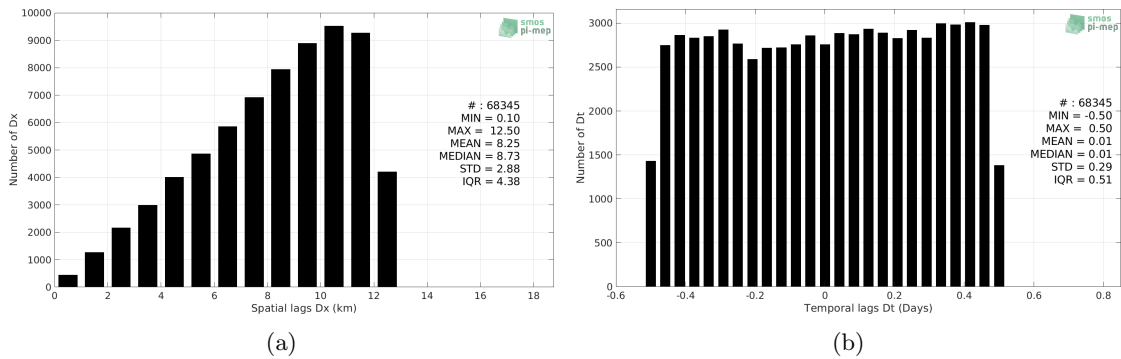 10000
9000
8000
7000
6000
5000
4000
3000
2000
1000
0
Number of Dx
0 2 4 6 8 10 12 14 16 18
Spatial lags Dx (km)
smos
pi-mep
# : 68345
MIN = 0.10
MAX = 12.50
MEAN = 8.25
MEDIAN = 8.73
STD = 2.88
IQR = 4.38
(a)
3000
2500
2000
1500
1000
500
0
Number of Dt
-0.6 -0.4 -0.2 0 0.2 0.4 0.6 0.8
Temporal lags Dt (Days)
smos
pi-mep
# : 68345
MIN = -0.50
MAX = 0.50
MEAN = 0.01
MEDIAN = 0.01
STD = 0.29
IQR = 0.51
(b)